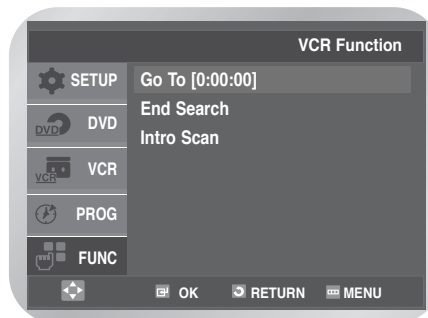 VCR Function
SETUP
Go To [0:00:00]
End Search
DVD
DVD
Intro Scan
VCR
VCR
PROG
FUNC
OK
RETURN
MENU